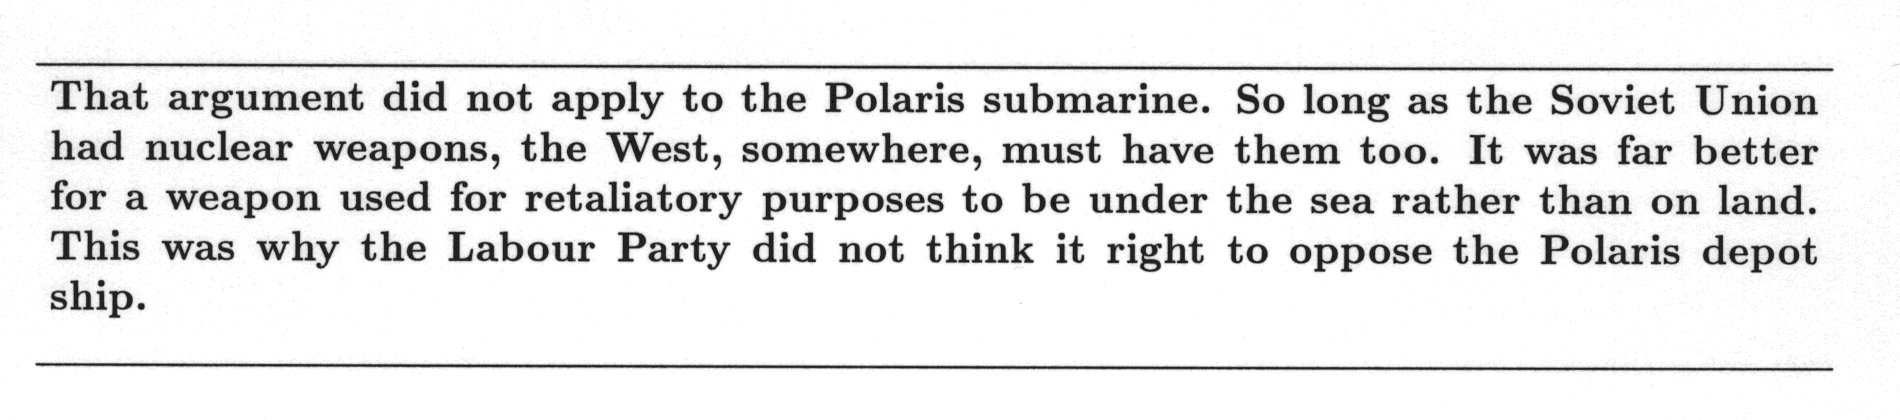 That argument did not apply to the Polaris submarine. So long as the Soviet Union
had nuclear weapons, the West, somewhere, must have them too. It was far better
for a weapon used for retaliatory purposes to be under the sea rather than on land.
This was why the Labour Party did not think it right to oppose the Polaris depot
ship.